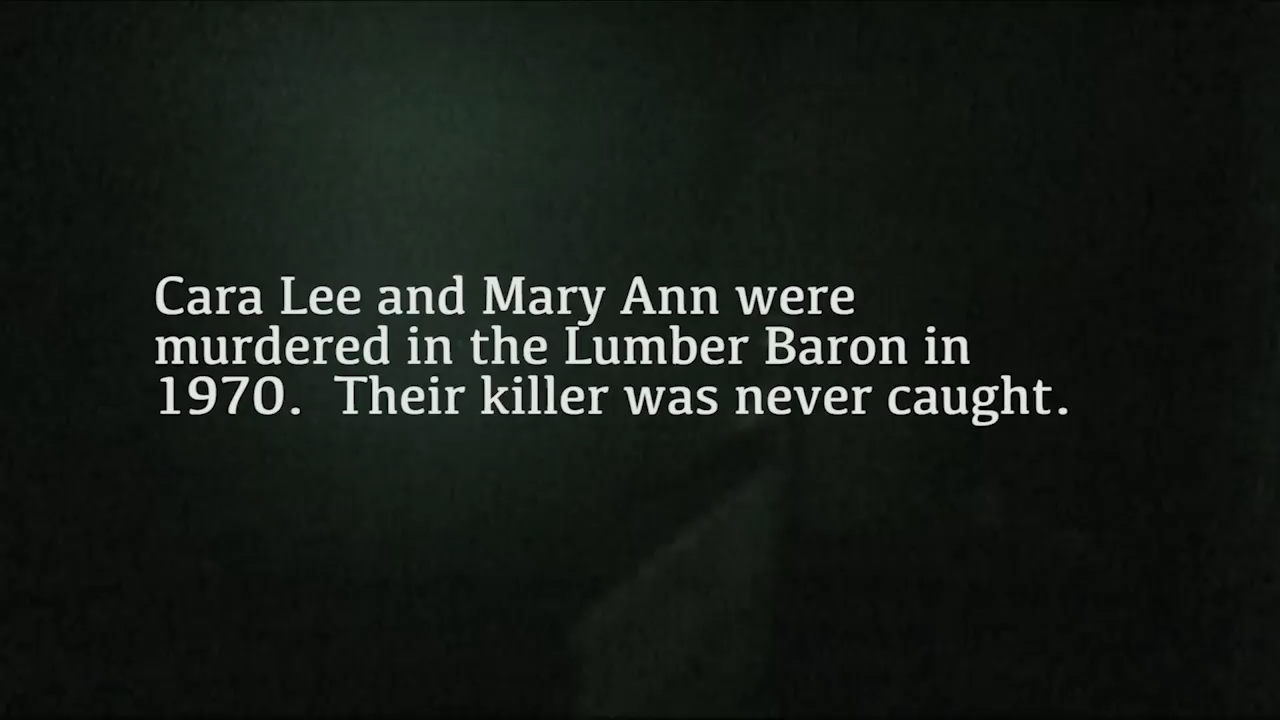 Cara Lee and Mary Ann were
murdered in the Lumber Baron in
1970.  Their killer was never caught.